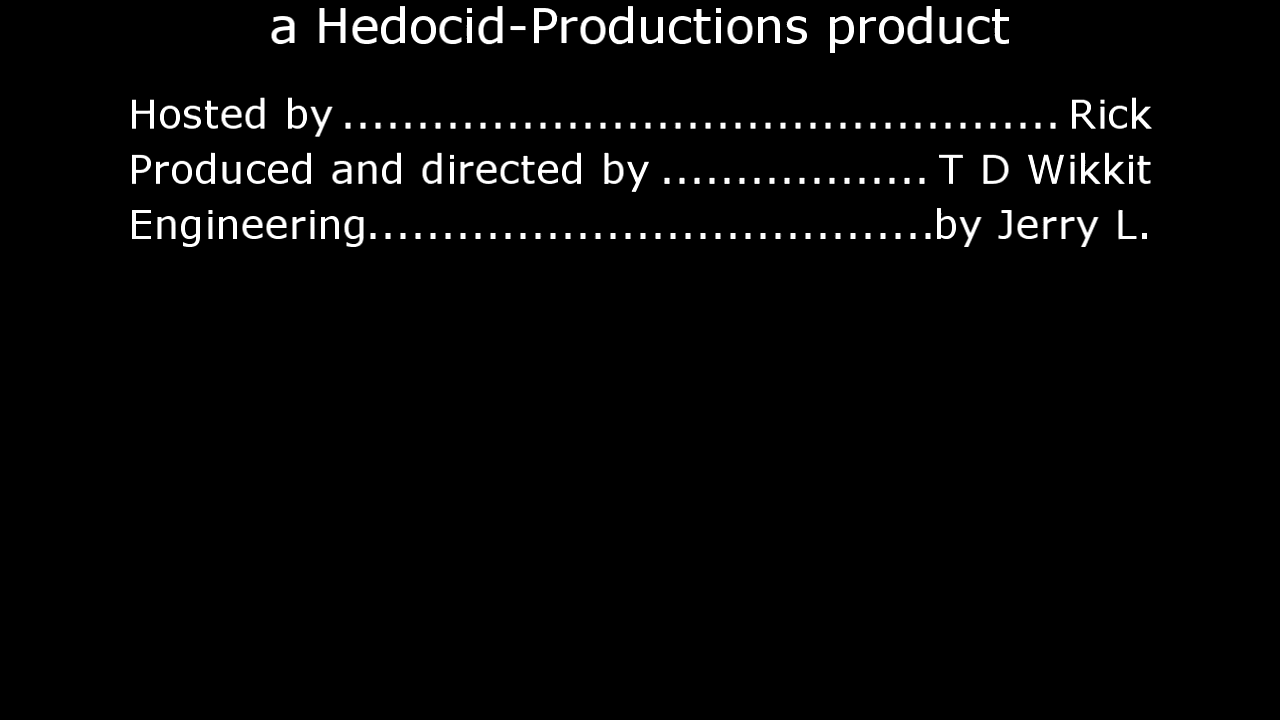 a Hedocid-Productions product
Hosted by ................................................ Rick
Produced and directed by .................. T D Wikkit
Engineering......................................by Jerry L.